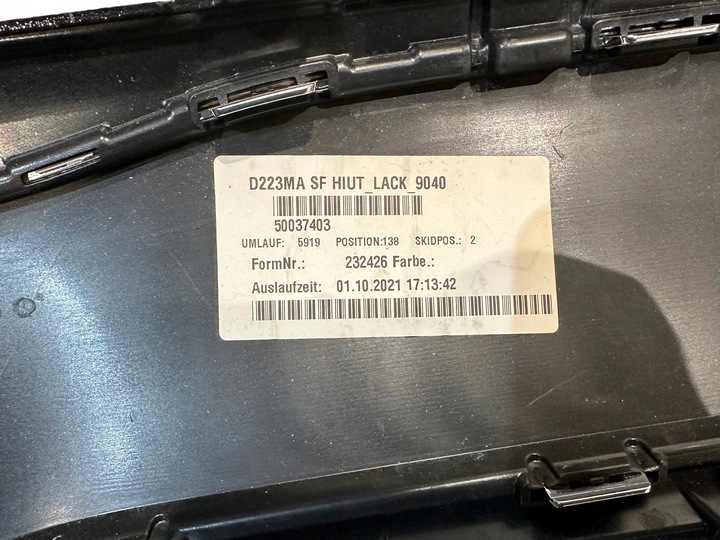 D223MA SF HIUT_LACK_9040
50037403
UMLAUF: 5919 POSITION:138 SKIDPOS.: 2
FormNr.: 232426 Farbe.:
Auslaufzeit: 01.10.2021 17:13:42